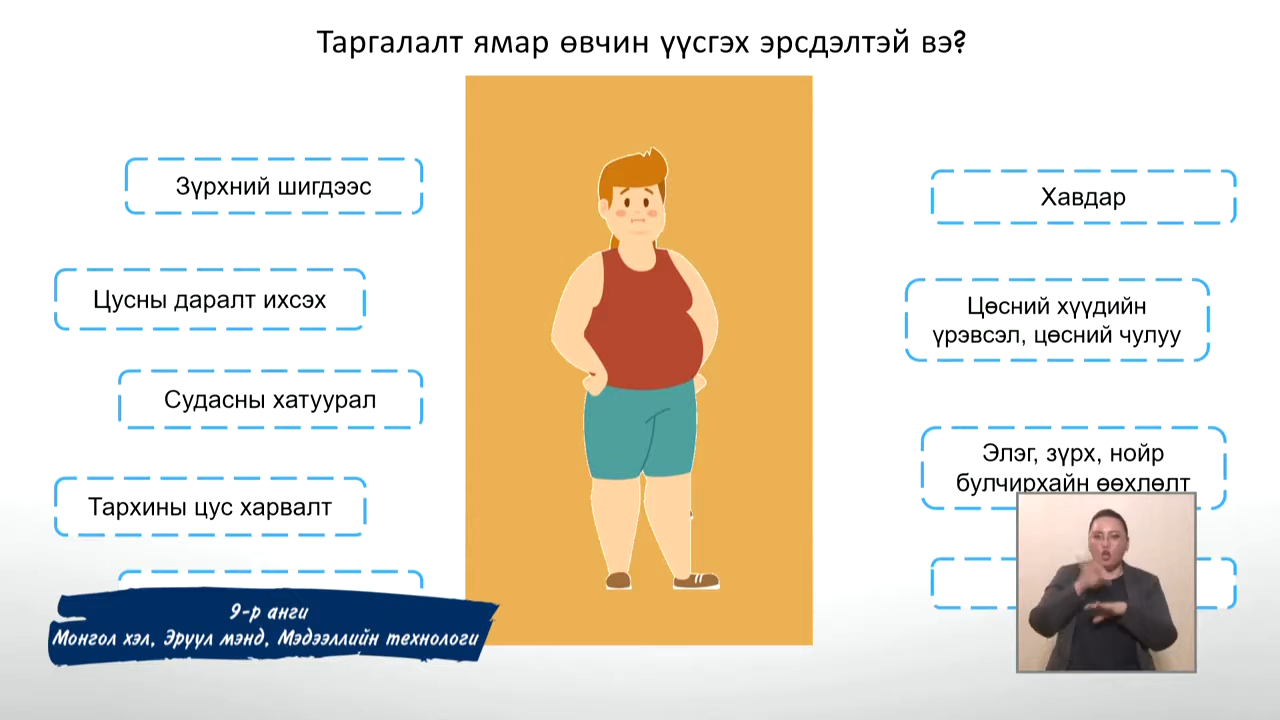 Таргалалт ямар өвчин үүсгэх эрсдэлтэй вэ?
Зүрхний шигдээс
Цусны даралт ихсэх
Судасны хатуурал
Тархины цус харвалт
Хавдар
Цөсний хүүдийн
үрэвсэл, цөсний чулуу
Элэг, зүрх, нойр
булчирхайн өөхлөлт
9-р анги
Монгол хэл, Эрүүл мэнд, Мэдээллийн технологи